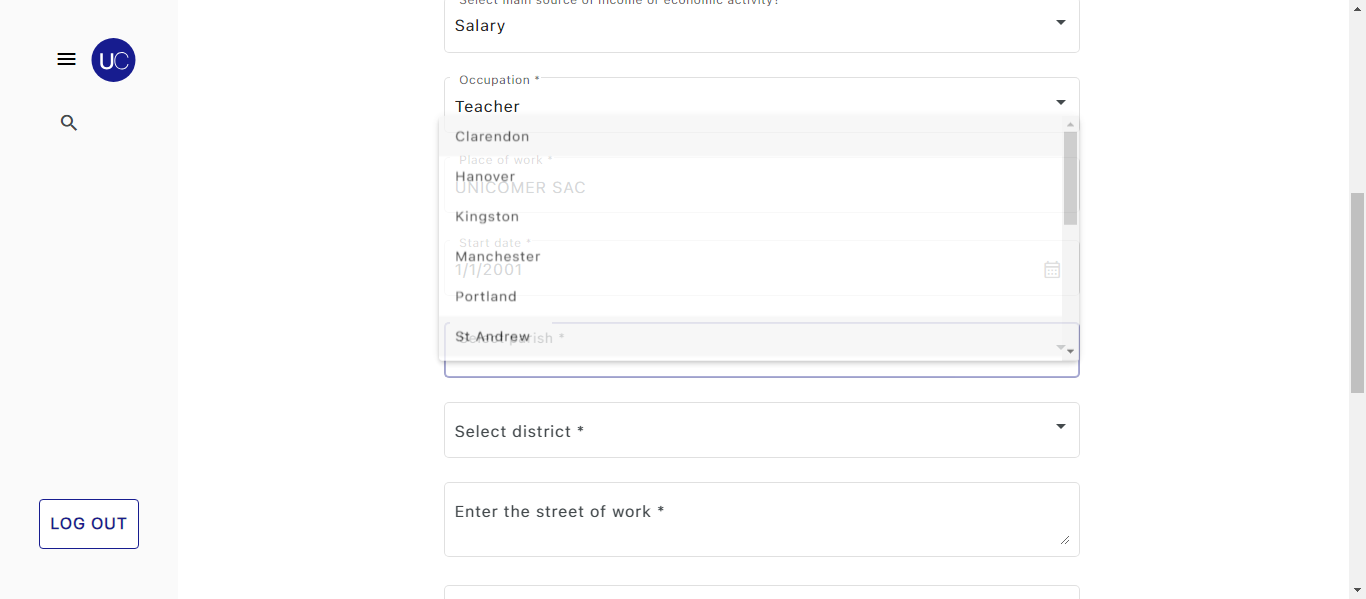 Select main source of income or economic activity?
Salary
UC
Occupation *
Teacher
Clarendon
Place of work *
Hanover
UNICOMER SAC
Kingston
Start date *
Manchester
1/1/2001
Portland
St Andrew
Select parish *
Select district *
Enter the street of work *
LOG OUT